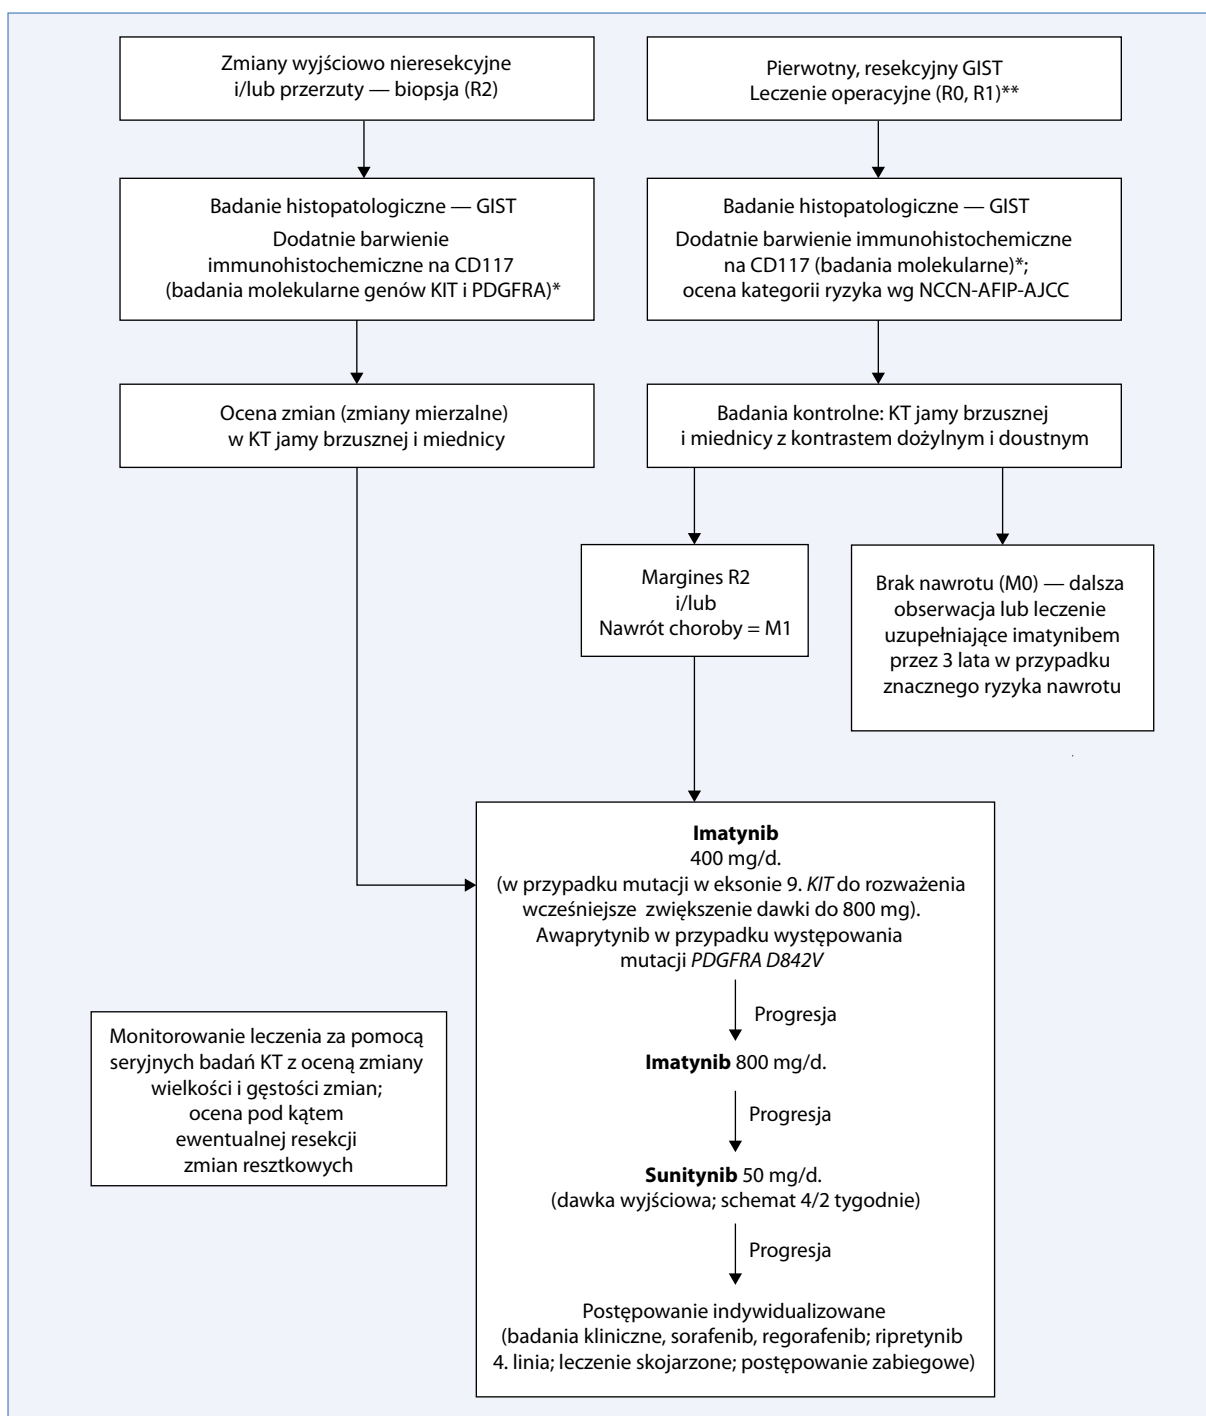 Zmiany wyjściowo nieresekcyjne
i/lub przerzuty — biopsja (R2)
Pierwotny, resekcyjny GIST
Leczenie operacyjne (R0, R1)**
Badanie histopatologiczne — GIST
Dodatnie barwienie
immunohistochemiczne na CD117
(badania molekularne genów KIT i PDGFRA)*
Badanie histopatologiczne — GIST
Dodatnie barwienie immunohistochemiczne
na CD117 (badania molekularne)*;
ocena kategorii ryzyka wg NCCN-AFIP-AJCC
Ocena zmian (zmiany mierzalne)
w KT jamy brzusznej i miednicy
Badania kontrolne: KT jamy brzusznej
i miednicy z kontrastem dożylnym i doustnym
Margines R2
i/lub
Nawrót choroby = M1
Brak nawrotu (M0) — dalsza
obserwacja lub leczenie
uzupełniające imatynibem
przez 3 lata w przypadku
znacznego ryzyka nawrotu
Imatynib
400 mg/d.
(w przypadku mutacji w eksonie 9. KIT do rozważenia
wcześniejsze zwiększenie dawki do 800 mg).
Awaprytynib w przypadku występowania
mutacji PDGFRA D842V
Progresja
Imatynib 800 mg/d.
Progresja
Sunitynib 50 mg/d.
(dawka wyjściowa; schemat 4/2 tygodnie)
Progresja
Postępowanie indywidualizowane
(badania kliniczne, sorafenib, regorafenib; ripretynib
4. linia; leczenie skojarzone; postępowanie zabiegowe)
Monitorowanie leczenia za pomocą
seryjnych badań KT z oceną zmiany
wielkości i gęstości zmian;
ocena pod kątem
ewentualnej resekcji
zmian resztkowych